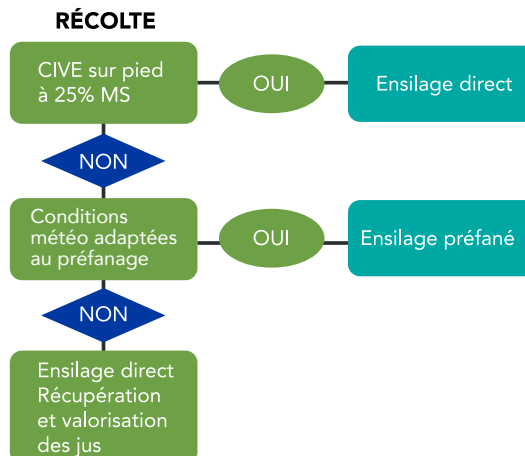 RÉCOLTE
CIVE sur pied
à 25% MS
OUI
Ensilage direct
NON
Conditions
météo adaptées
au préfanage
OUI
Ensilage préfané
NON
Ensilage direct
Récupération
et valorisation
des jus